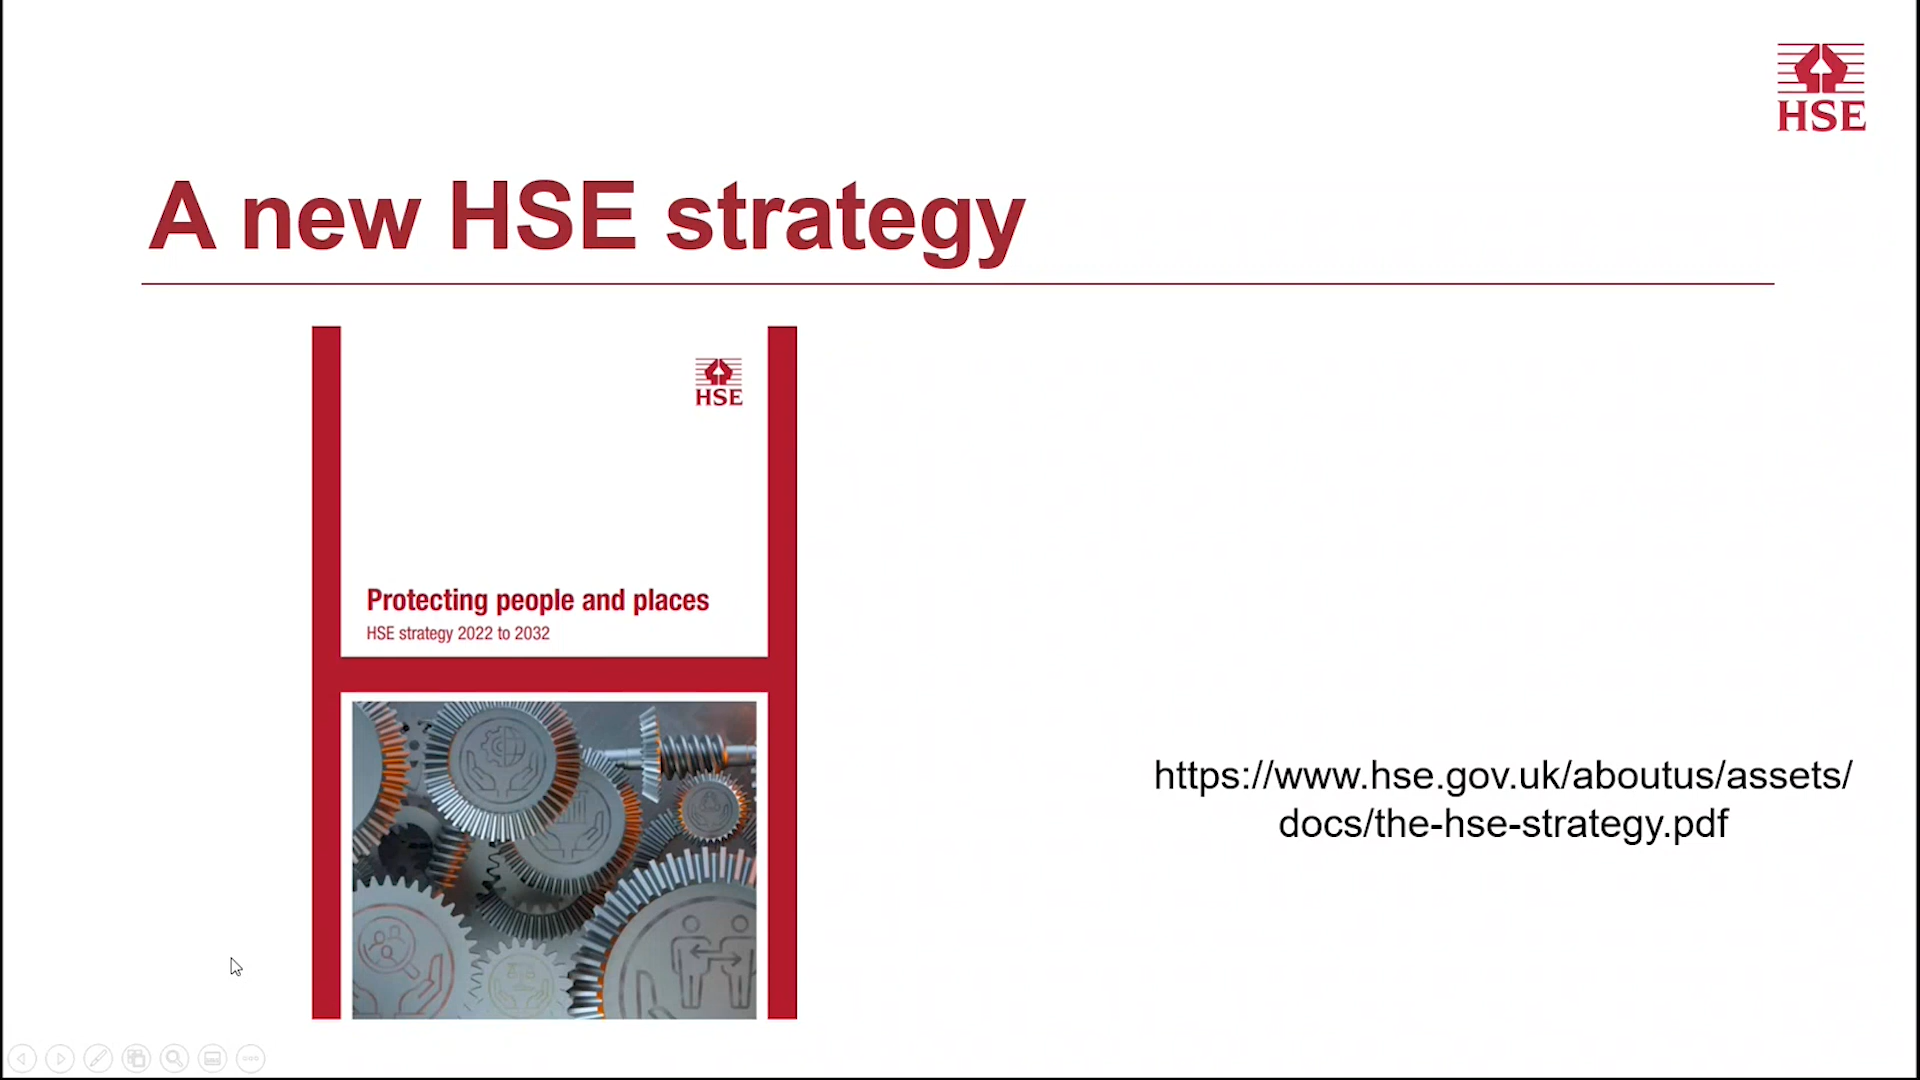 HSE
A new HSE strategy
HSE
Protecting people and places
HSE strategy 2022 to 2032
https://www.hse.gov.uk/aboutus/assets/
docs/the-hse-strategy.pdf